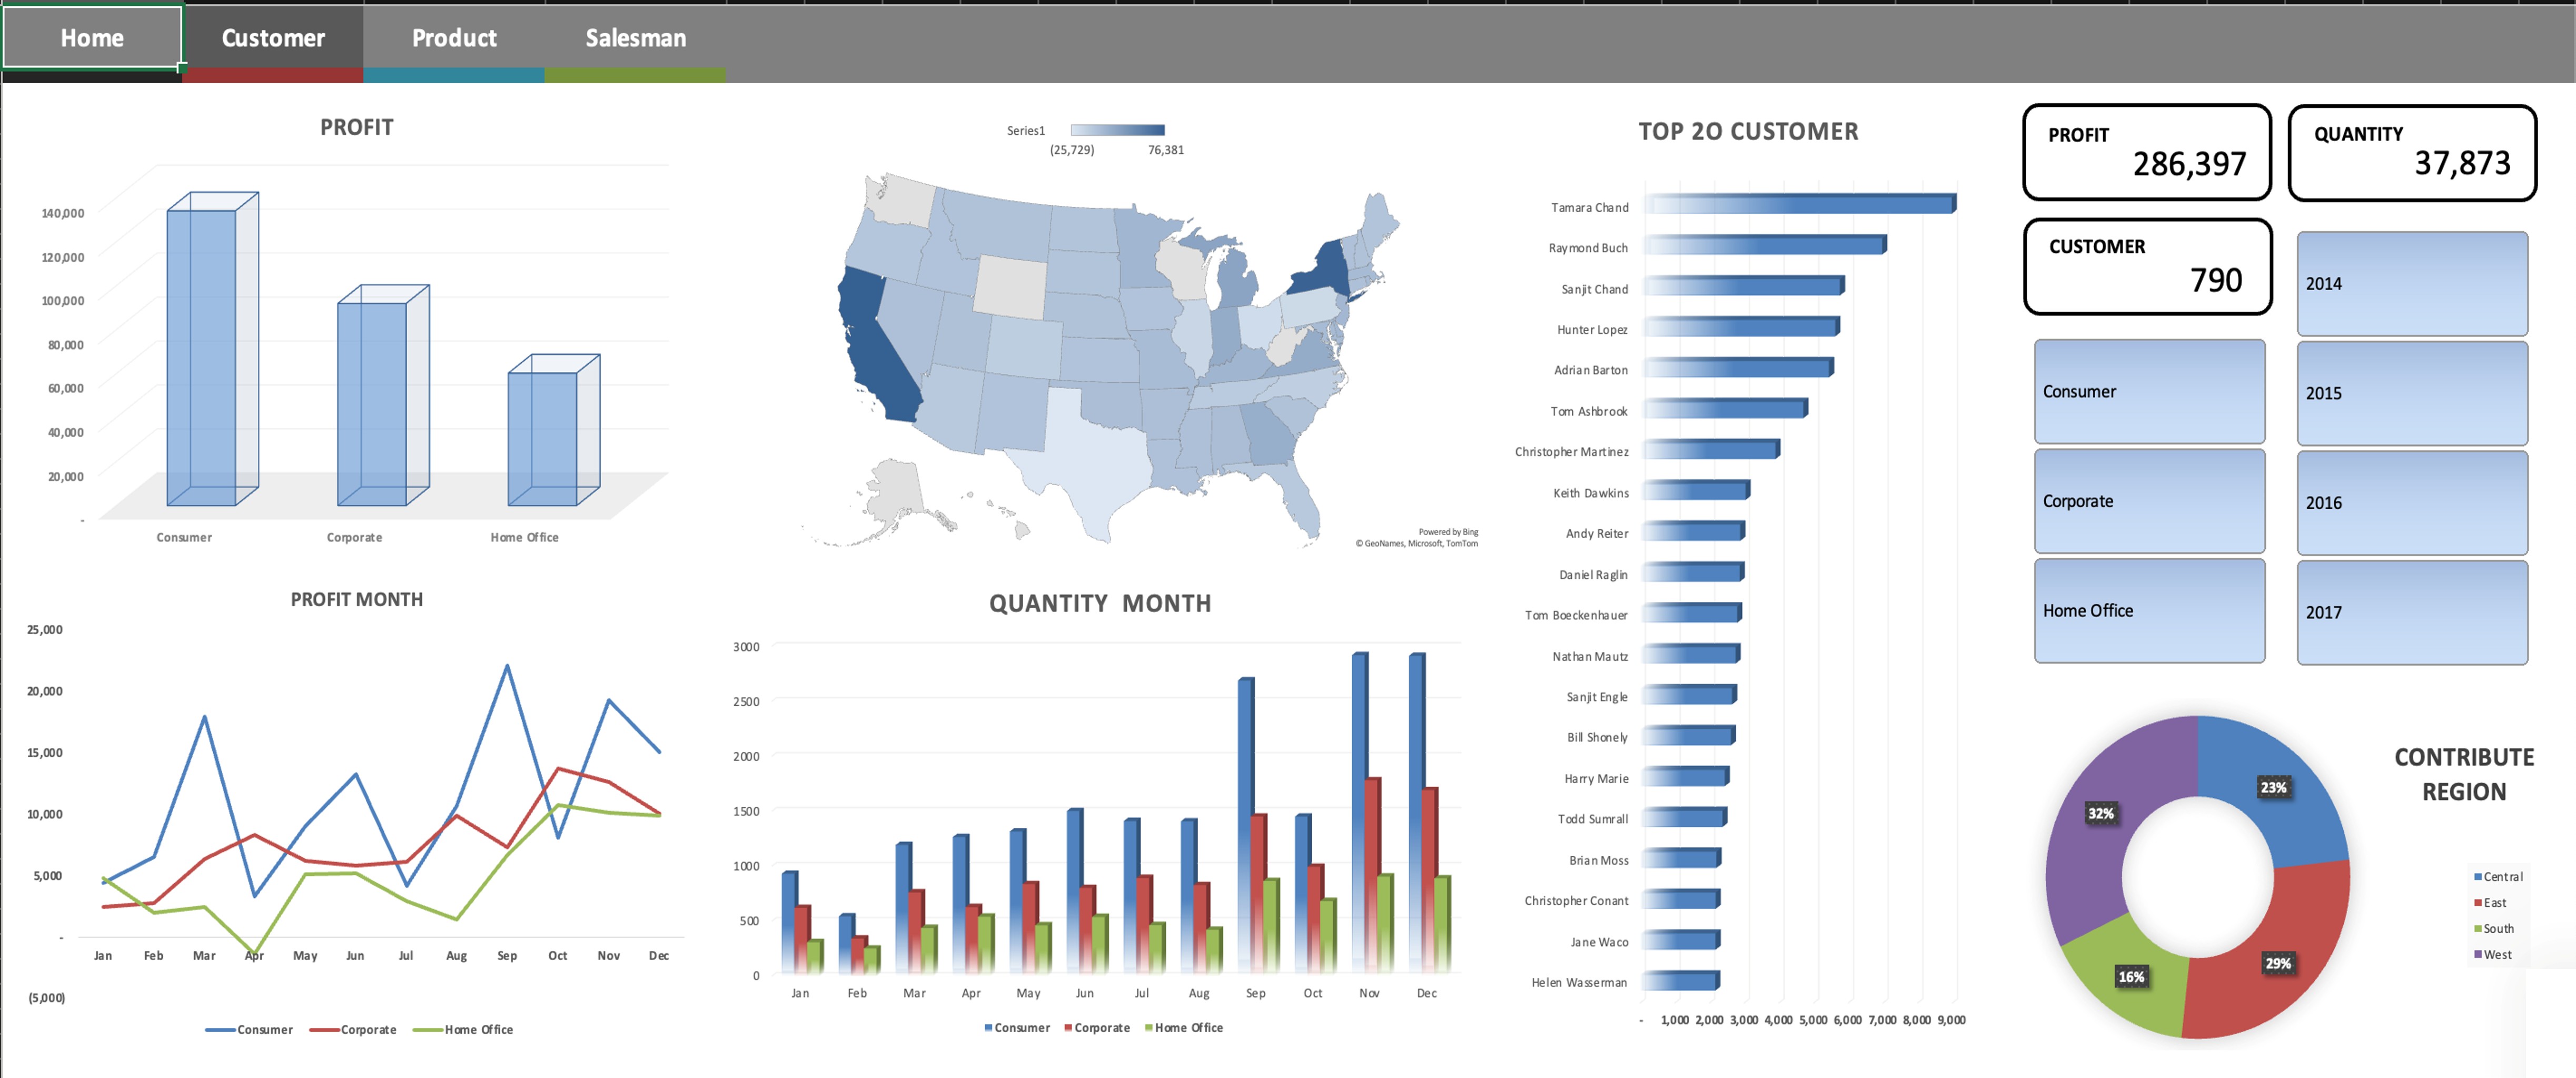 Home
Customer
Product
Salesman
PROFIT
140,000
120,000
100,000
80,000
60,000
40,000
20,000
-
Consumer
Corporate
Home Office
Series1
(25,729)
76,381
Powered by Bing
© GeoNames, Microsoft, TomTom
TOP 2O CUSTOMER
Tamara Chand
Raymond Buch
Sanjit Chand
Hunter Lopez
Adrian Barton
Tom Ashbrook
Christopher Martinez
Keith Dawkins
Andy Reiter
Daniel Raglin
Tom Boeckenhauer
Nathan Mautz
Sanjit Engle
Bill Shonely
Harry Marie
Todd Sumrall
Brian Moss
Christopher Conant
Jane Waco
Helen Wasserman
- 1,000 2,000 3,000 4,000 5,000 6,000 7,000 8,000 9,000
PROFIT
286,397
QUANTITY
37,873
CUSTOMER
790
Consumer
Corporate
Home Office
2014
2015
2016
2017
PROFIT MONTH
25,000
20,000
15,000
10,000
5,000
-
(5,000)
Jan Feb Mar Apr May Jun Jul Aug Sep Oct Nov Dec
Consumer Corporate Home Office
QUANTITY MONTH
3000
2500
2000
1500
1000
500
0
Jan Feb Mar Apr May Jun Jul Aug Sep Oct Nov Dec
Consumer Corporate Home Office
CONTRIBUTE
REGION
23%
32%
29%
16%
Central
East
South
West